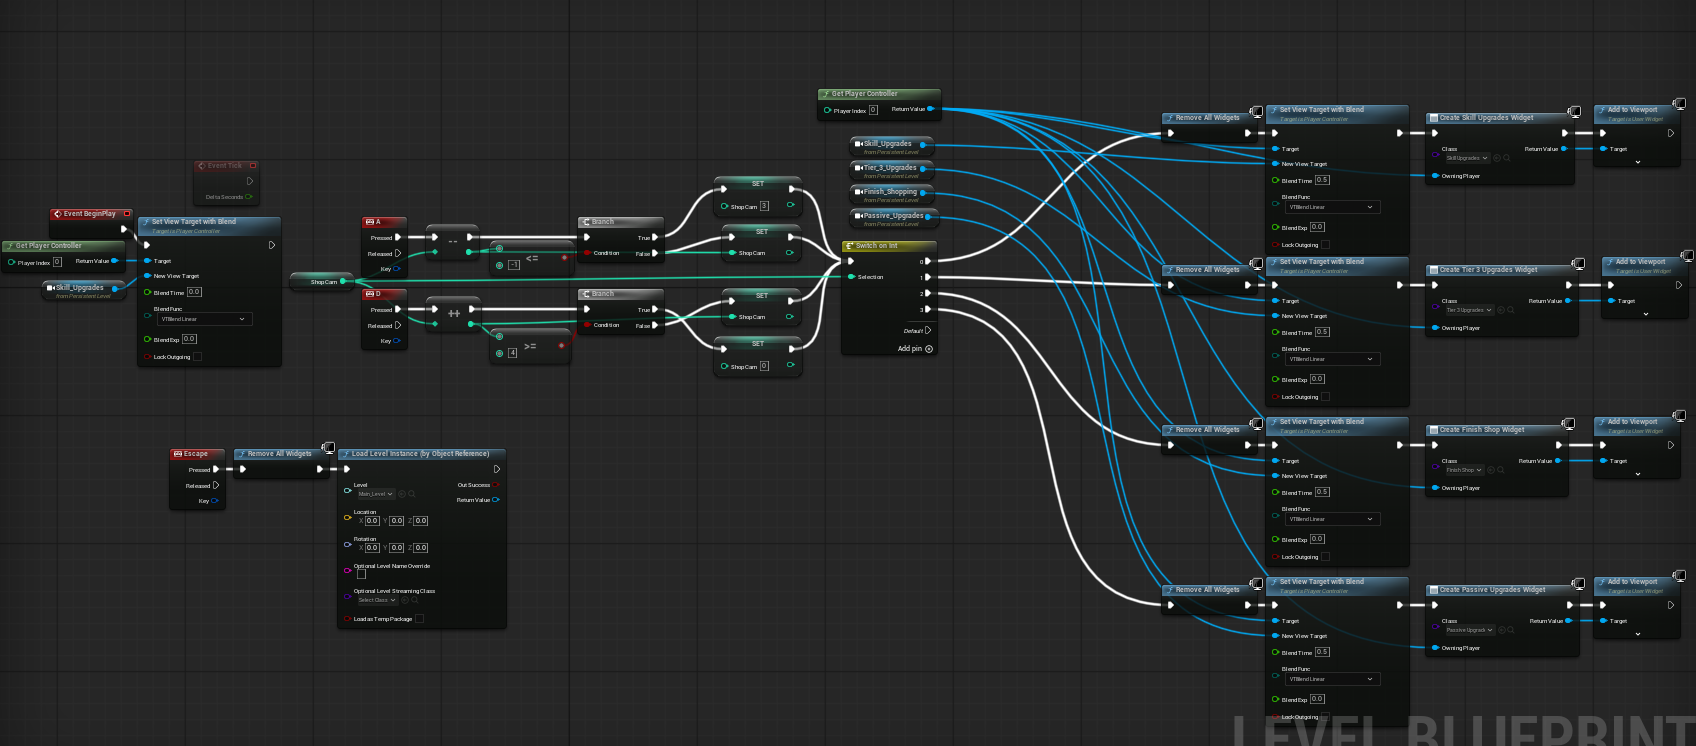 Event Tick
Delta Seconds
Event BeginPlay
Get Player Controller
Player Index 0
Return Value
Skill_Upgrades
from Persistent Level
Set View Target with Blend
Target is Player Controller
Target
New View Target
Blend Time 0.0
Blend Func
VTBlend Linear
Blend Exp 0.0
Lock Outgoing
Shop Cam
A
Pressed
Released
Key
--
-1
<=
Branch
True
Condition
False
D
Pressed
Released
Key
++
4
>=
Branch
True
Condition
False
SET
Shop Cam 3
SET
Shop Cam
SET
Shop Cam
SET
Shop Cam 0
Get Player Controller
Player Index 0
Return Value
Skill_Upgrades
from Persistent Level
Tier_3_Upgrades
from Persistent Level
Finish_Shopping
from Persistent Level
Passive_Upgrades
from Persistent Level
Switch on Int
Selection
0
1
2
3
Default
Add pin
Escape
Pressed
Released
Key
Remove All Widgets
Load Level Instance (by Object Reference)
Level
Main_Level
Out Success
Return Value
Location
X 0.0 Y 0.0 Z 0.0
Rotation
X 0.0 Y 0.0 Z 0.0
Optional Level Name Override
Optional Level Streaming Class
Select Class
Load as Temp Package
Remove All Widgets
Set View Target with Blend
Target is Player Controller
Target
New View Target
Blend Time 0.5
Blend Func
VTBlend Linear
Blend Exp 0.0
Lock Outgoing
Create Skill Upgrades Widget
Class
Skill Upgrades
Return Value
Owning Player
Add to Viewport
Target is User Widget
Target
Remove All Widgets
Set View Target with Blend
Target is Player Controller
Target
New View Target
Blend Time 0.5
Blend Func
VTBlend Linear
Blend Exp 0.0
Lock Outgoing
Create Tier 3 Upgrades Widget
Class
Tier 3 Upgrades
Return Value
Owning Player
Add to Viewport
Target is User Widget
Target
Remove All Widgets
Set View Target with Blend
Target is Player Controller
Target
New View Target
Blend Time 0.5
Blend Func
VTBlend Linear
Blend Exp 0.0
Lock Outgoing
Create Finish Shop Widget
Class
Finish Shop
Return Value
Owning Player
Add to Viewport
Target is User Widget
Target
Remove All Widgets
Set View Target with Blend
Target is Player Controller
Target
New View Target
Blend Time 0.5
Blend Func
VTBlend Linear
Blend Exp 0.0
Lock Outgoing
Create Passive Upgrades Widget
Class
Passive Upgrad
Return Value
Owning Player
Add to Viewport
Target is User Widget
Target
LEVEL BLUEPRINT